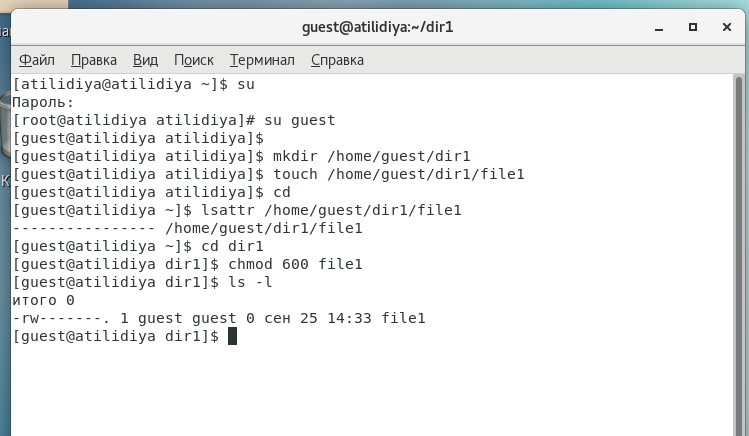 guest@atilidiya:~/dir1
Файл Правка Вид Поиск Терминал Справка
[atilidiya@atilidiya ~]$ su
Пароль:
[root@atilidiya atilidiya]# su guest
[guest@atilidiya atilidiya]$
[guest@atilidiya atilidiya]$ mkdir /home/guest/dir1
[guest@atilidiya atilidiya]$ touch /home/guest/dir1/file1
[guest@atilidiya atilidiya]$ cd
[guest@atilidiya ~]$ lsattr /home/guest/dir1/file1
---------------- /home/guest/dir1/file1
[guest@atilidiya ~]$ cd dir1
[guest@atilidiya dir1]$ chmod 600 file1
[guest@atilidiya dir1]$ ls -l
итого 0
-rw-------. 1 guest guest 0 сен 25 14:33 file1
[guest@atilidiya dir1]$